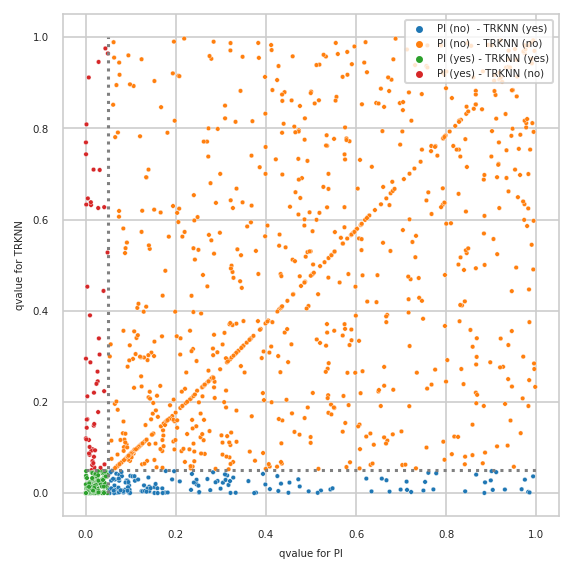 PI (no) - TRKNN (yes)
PI (no) - TRKNN (no)
PI (yes) - TRKNN (yes)
PI (yes) - TRKNN (no)
1.0
0.8
0.6
0.4
0.2
0.0
qvalue for TRKNN
0.0 0.2 0.4 0.6 0.8 1.0
qvalue for PI